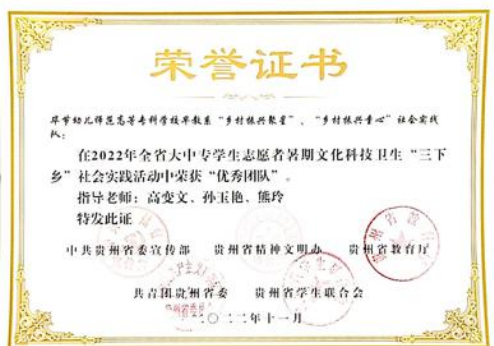 荣誉证书
毕节幼儿师范高等专科学校早教系“乡村振兴聚星”、“乡村振兴童心”社会实践
队：
在2022年全省大中专学生志愿者暑期文化科技卫生“三下
乡”社会实践活动中荣获“优秀团队”。
指导老师：高变文、孙玉艳、熊玲
特发此证
中共贵州省委宣传部 贵州省精神文明办 贵州省教育厅
共青团贵州省委 贵州省学生联合会
二〇二二年十一月